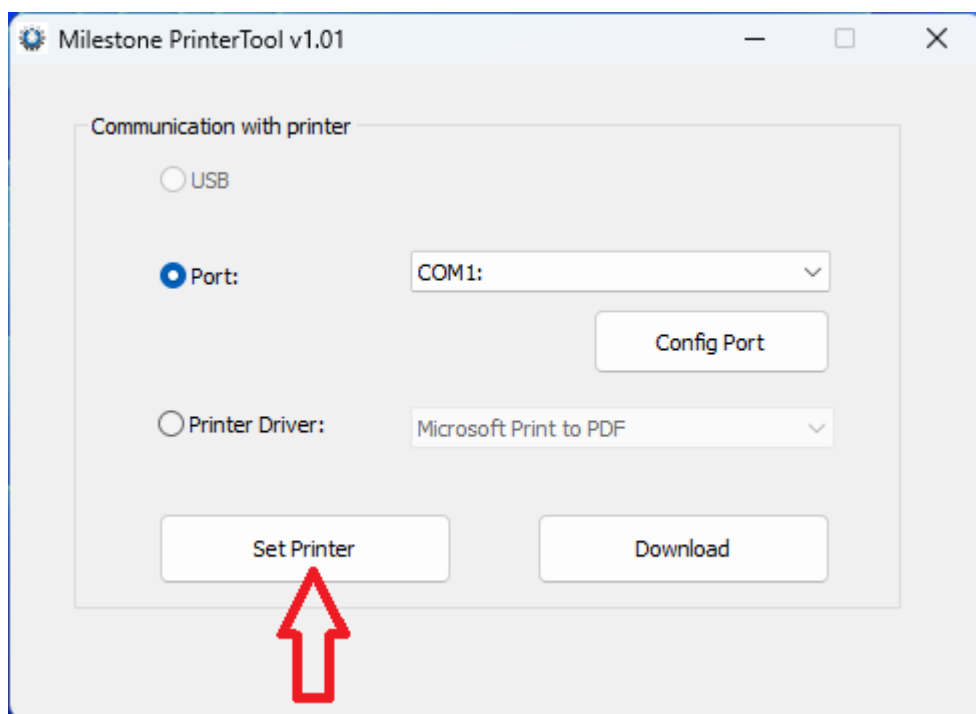 Milestone PrinterTool v1.01
Communication with printer
USB
Port:
COM1:
Config Port
Printer Driver:
Microsoft Print to PDF
Set Printer
Download